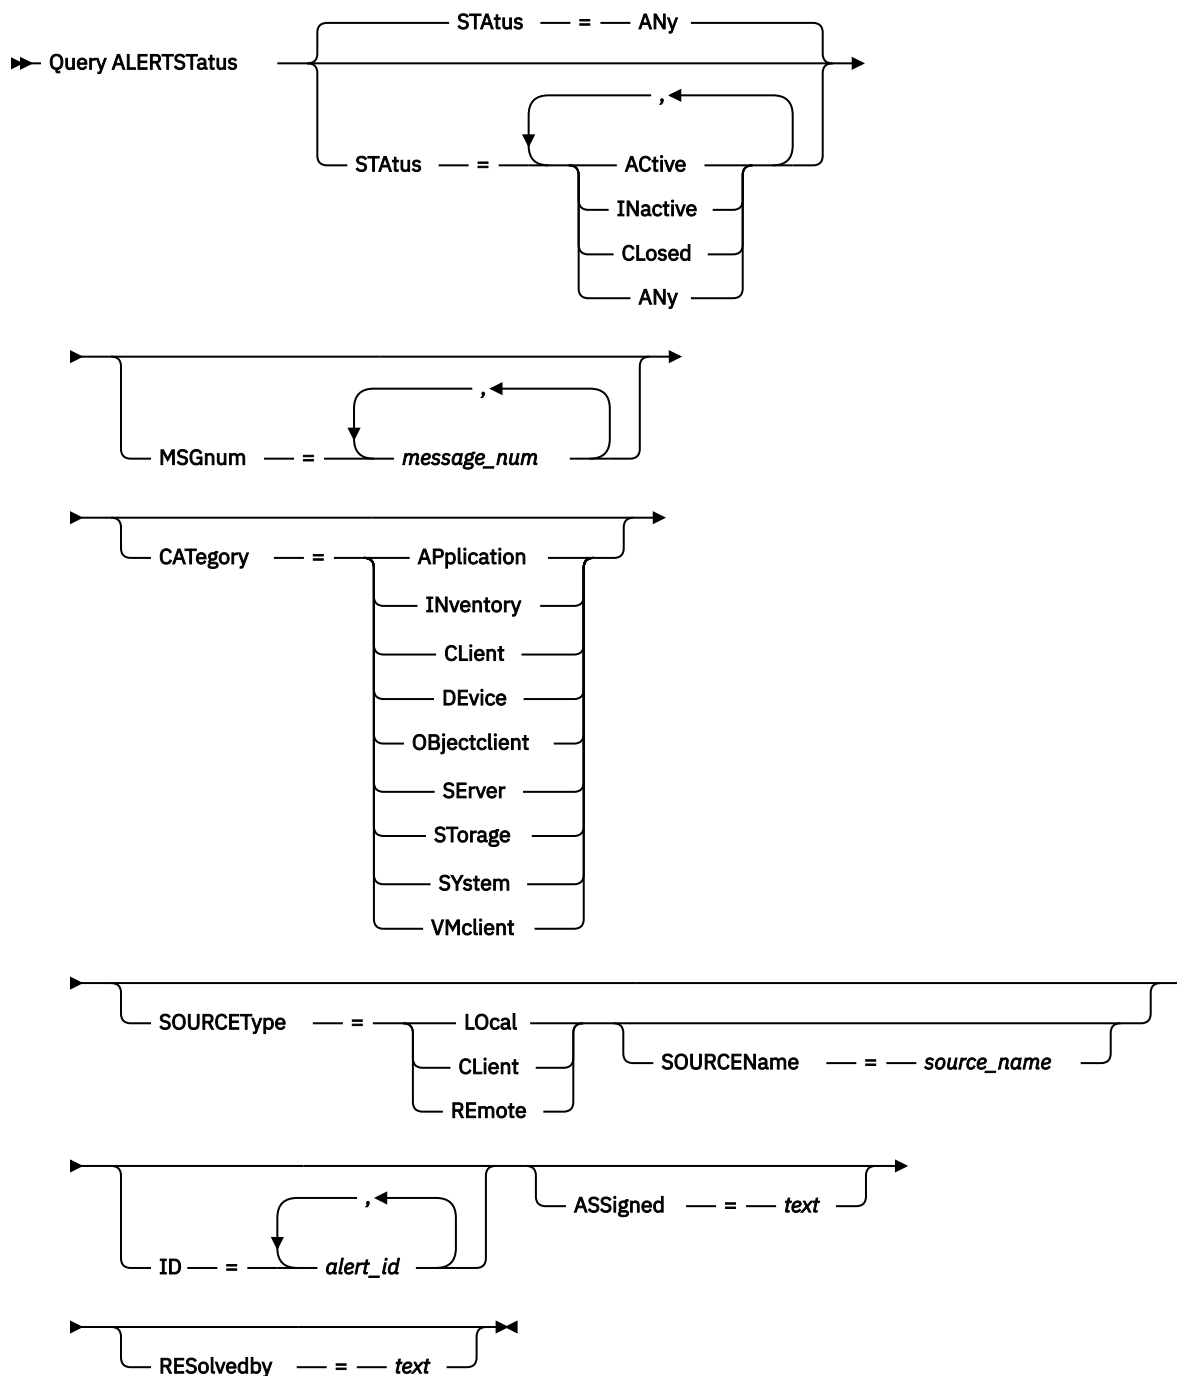 STAtus = ANy
Query ALERTSTatus
,
STAtus = ACtive
INactive
CLosed
ANy
,
MSGnum = message_num
CATegory = APplication
INventory
CLient
DEvice
OBjectclient
SErver
STorage
SYstem
VMclient
SOURCEType = LOcal
CLient
REmote
SOURCEName = source_name
,
ID = alert_id
ASSigned = text
RESolvedby = text